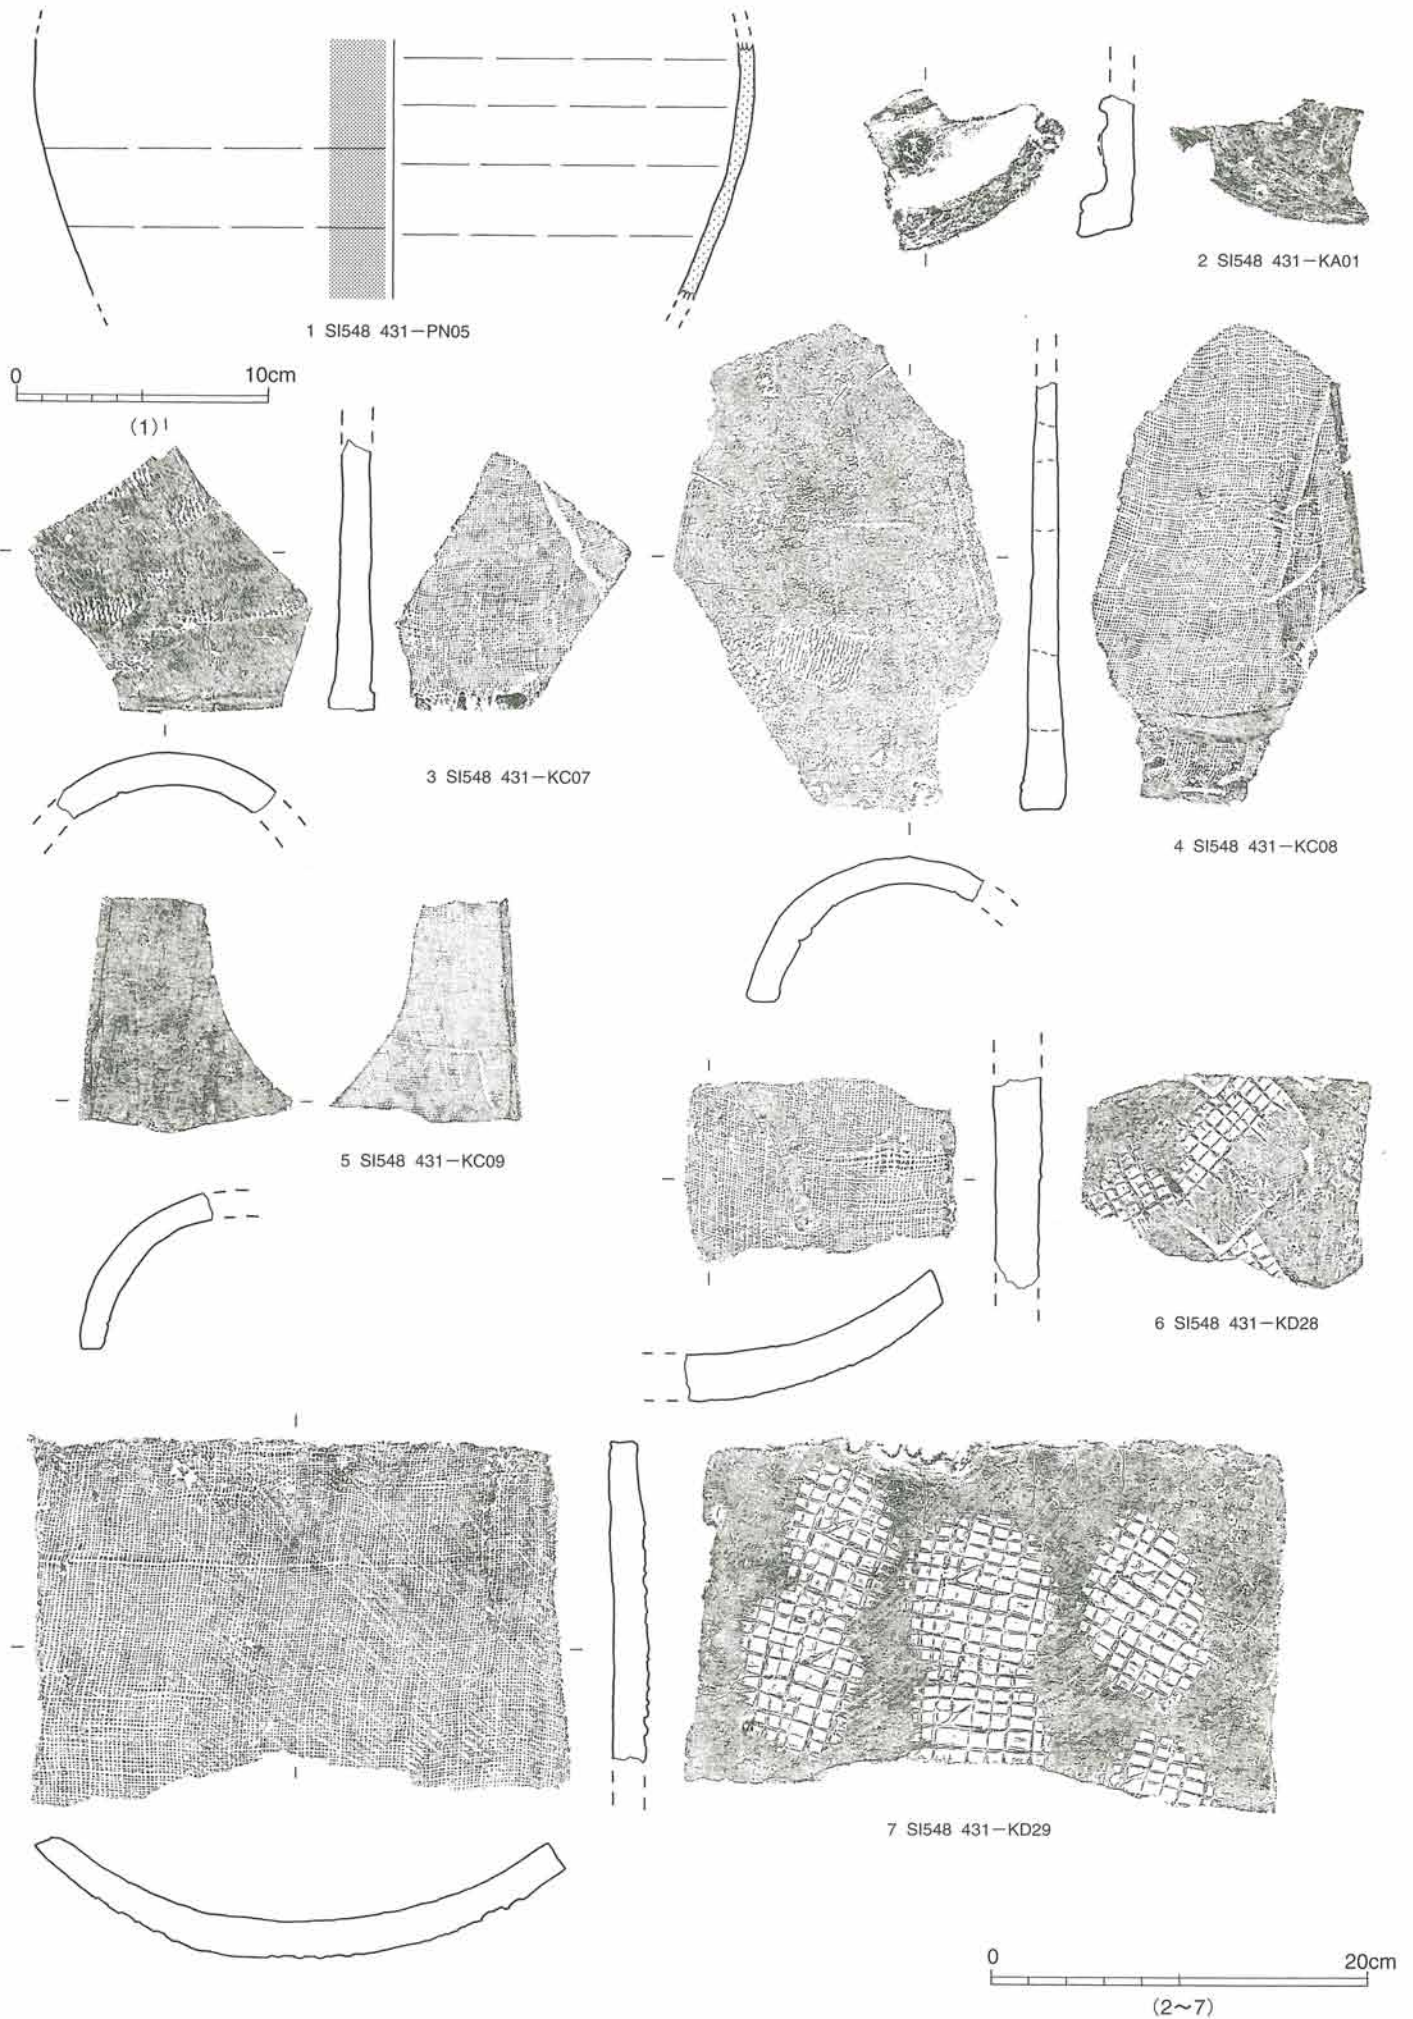 1 SI548 431－PN05
2 SI548 431－KA01
0 10cm
(1)
3 SI548 431－KC07
4 SI548 431－KC08
5 SI548 431－KC09
6 SI548 431－KD28
7 SI548 431－KD29
0 20cm
(2～7)